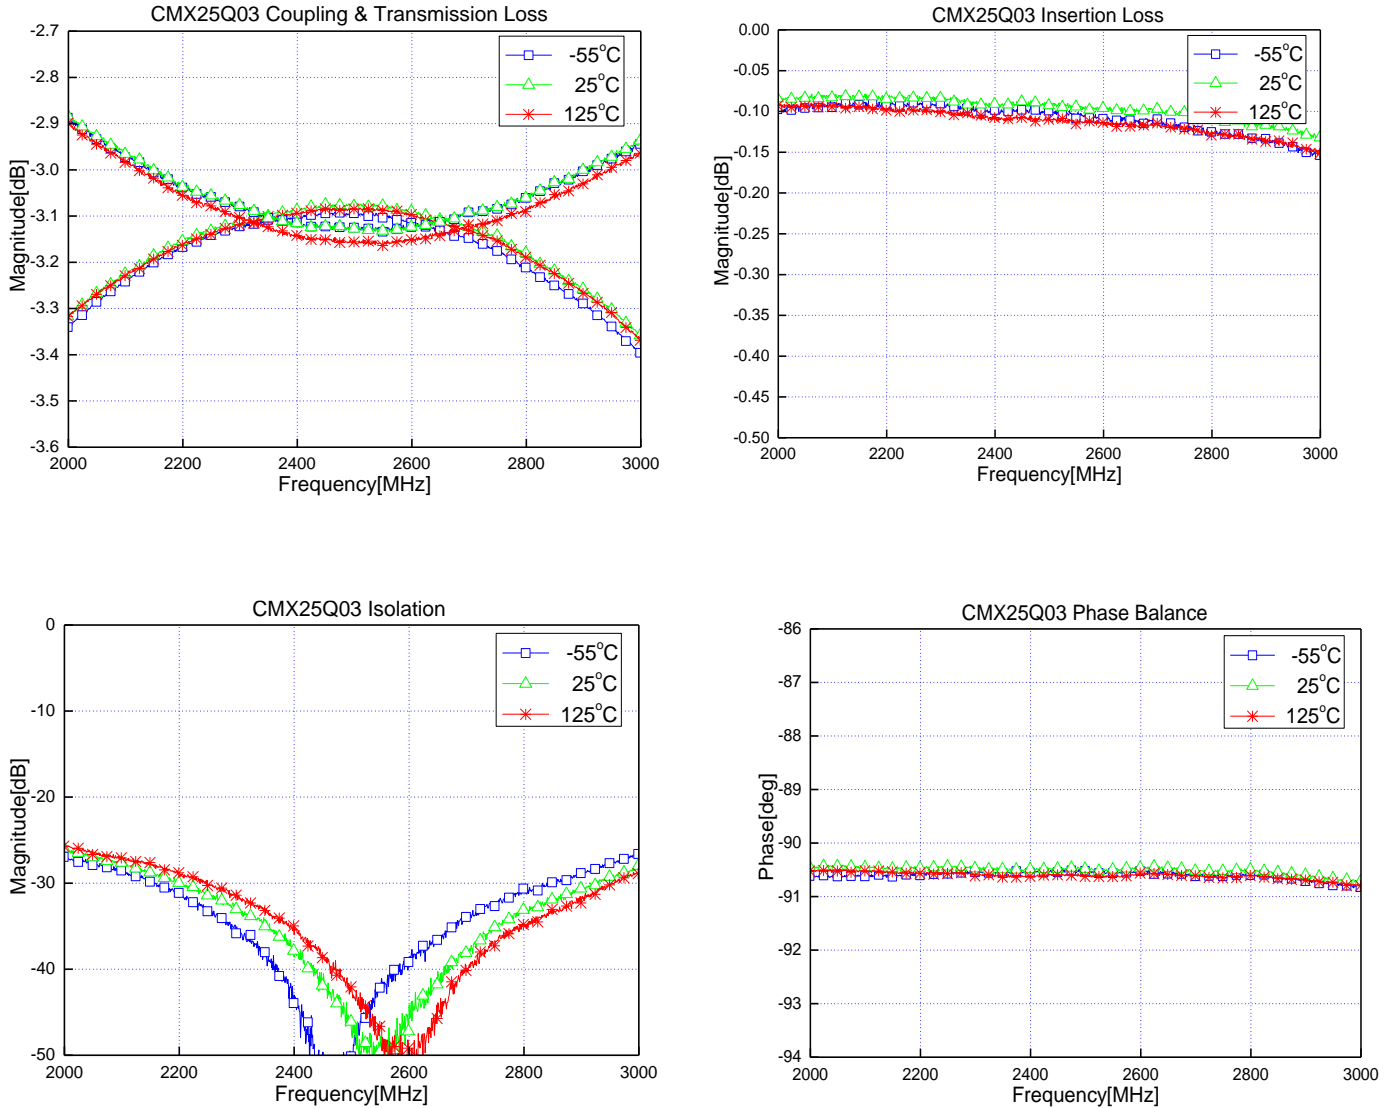 CMX25Q03 Coupling & Transmission Loss
-2.7
-2.8
-2.9
-3.0
-3.1
-3.2
-3.3
-3.4
-3.5
-3.6
Magnitude[dB]
-55°C
25°C
125°C
2000 2200 2400 2600 2800 3000
Frequency[MHz]
CMX25Q03 Insertion Loss
0.00
-0.05
-0.10
-0.15
-0.20
-0.25
-0.30
-0.35
-0.40
-0.45
-0.50
Magnitude[dB]
-55°C
25°C
125°C
2000 2200 2400 2600 2800 3000
Frequency[MHz]
CMX25Q03 Isolation
0
-10
-20
-30
-40
-50
Magnitude[dB]
-55°C
25°C
125°C
2000 2200 2400 2600 2800 3000
Frequency[MHz]
CMX25Q03 Phase Balance
-86
-87
-88
-89
-90
-91
-92
-93
-94
Phase[deg]
-55°C
25°C
125°C
2000 2200 2400 2600 2800 3000
Frequency[MHz]